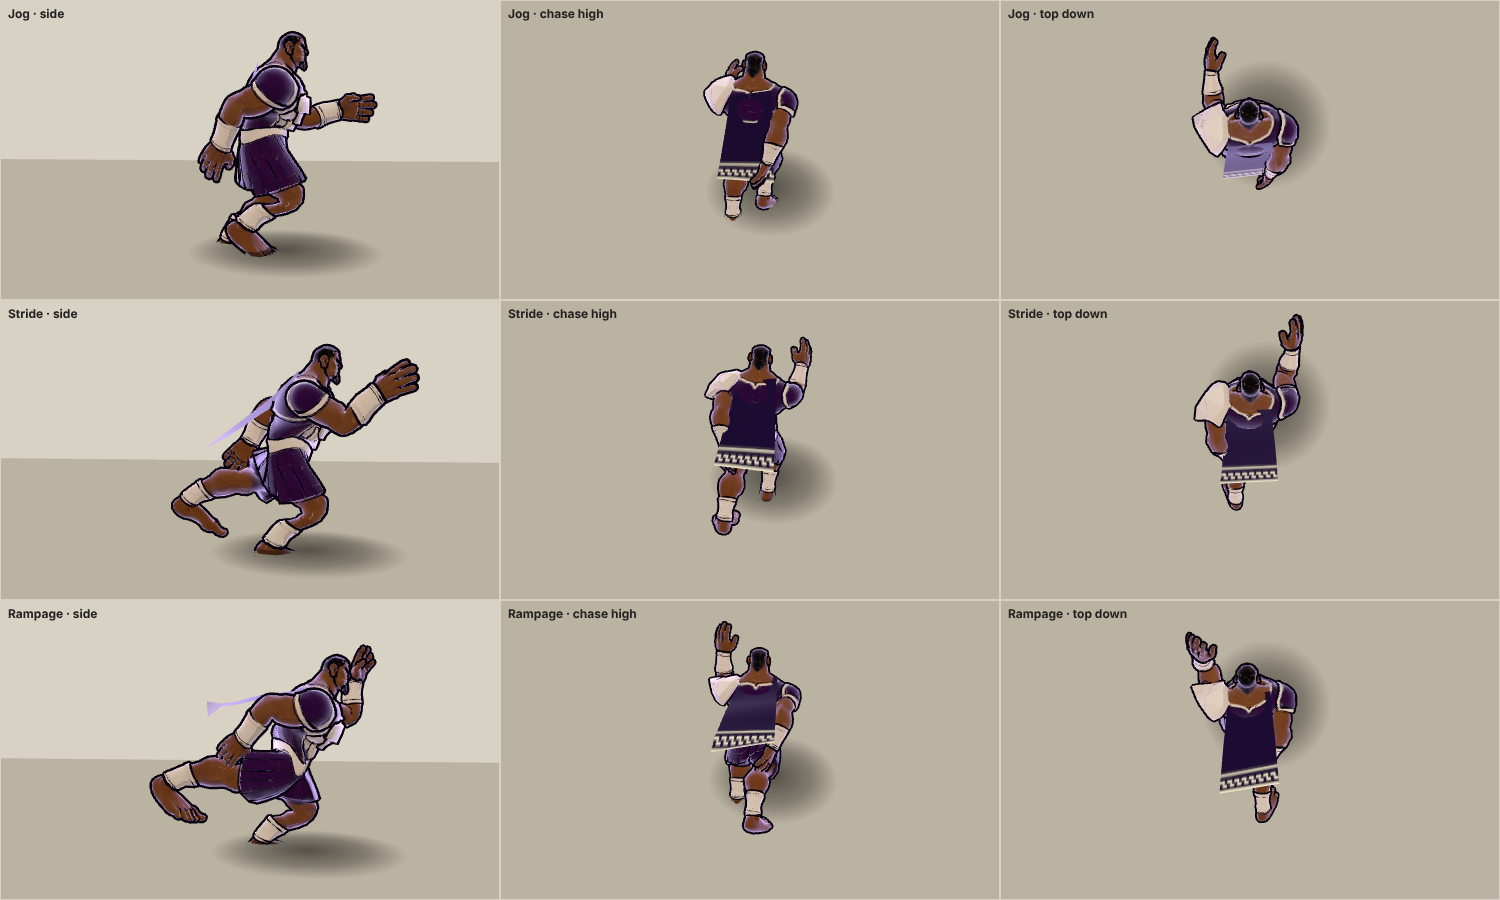 Jog · side
Jog · chase high
Jog · top down
Stride · side
Stride · chase high
Stride · top down
Rampage · side
Rampage · chase high
Rampage · top down